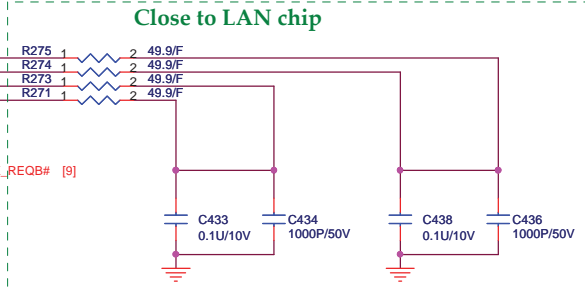 Close to LAN chip
R275 1 2 49.9/F
R274 1 2 49.9/F
R273 1 2 49.9/F
R271 1 2 49.9/F
_REQB# [9]
C433 C434 C438 C436
0.1U/10V 1000P/50V 0.1U/10V 1000P/50V